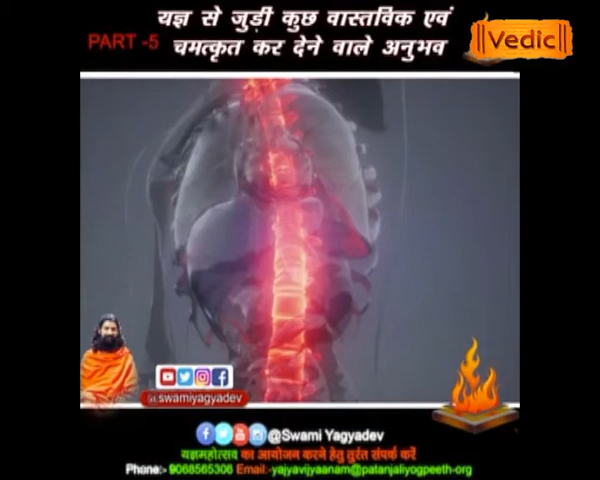 यज्ञ से जुड़ी कुछ वास्तविक एवं
PART -5 चमत्कृत कर देने वाले अनुभव
||Vedic||
@swamiyagyadev
@Swami Yagyadev
यज्ञमहोत्सव का आयोजन करने हेतु तुरंत संपर्क करें
Phone:- 9068565306 Email:-yajyavijyaanam@patanjaliyogpeeth-org